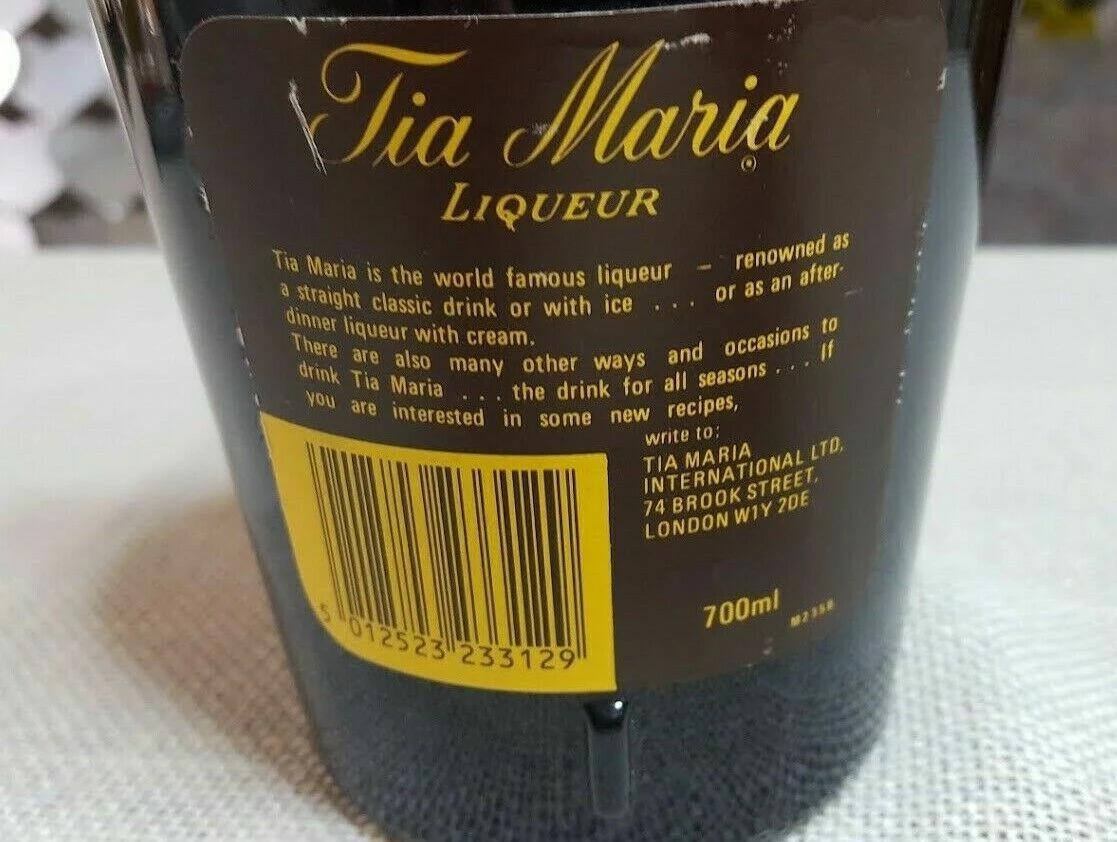 Tia Maria
®
LIQUEUR
Tia Maria is the world famous liqueur – renowned as
a straight classic drink or with ice . . . or as an after-
dinner liqueur with cream.
There are also many other ways and occasions to
drink Tia Maria . . . the drink for all seasons . . . If
you are interested in some new recipes,
write to:
TIA MARIA
INTERNATIONAL LTD,
74 BROOK STREET,
LONDON W1Y 2DE
700ml
5 012523 233129